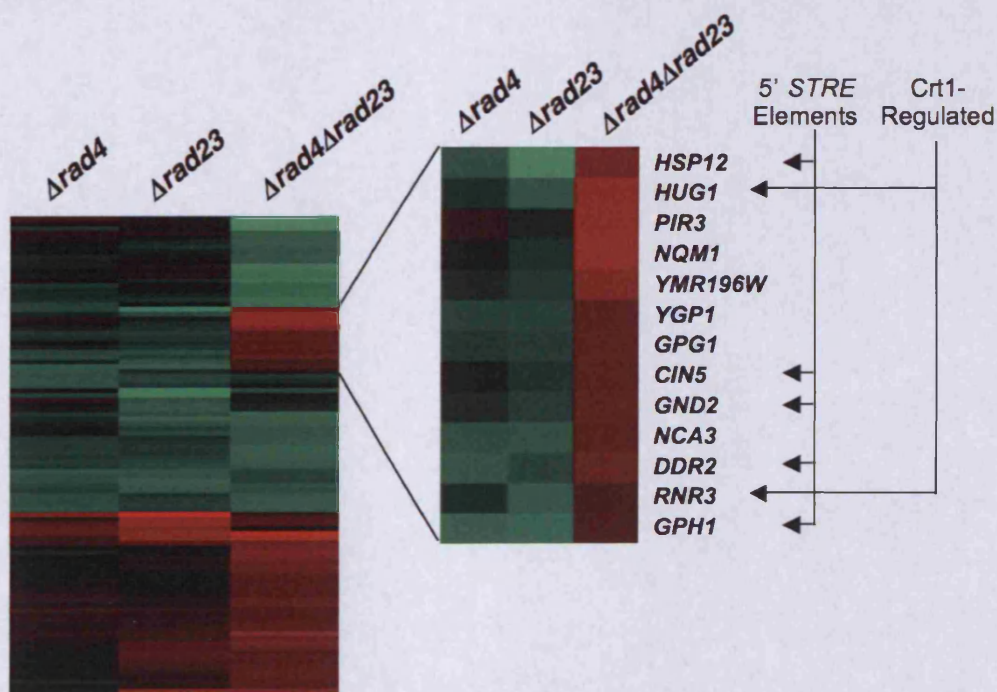 Δrad4
Δrad23
Δrad4Δrad23
Δrad4
Δrad23
Δrad4Δrad23
5' STRE
Elements
Crt1-
Regulated
HSP12
HUG1
PIR3
NQM1
YMR196W
YGP1
GPG1
CIN5
GND2
NCA3
DDR2
RNR3
GPH1